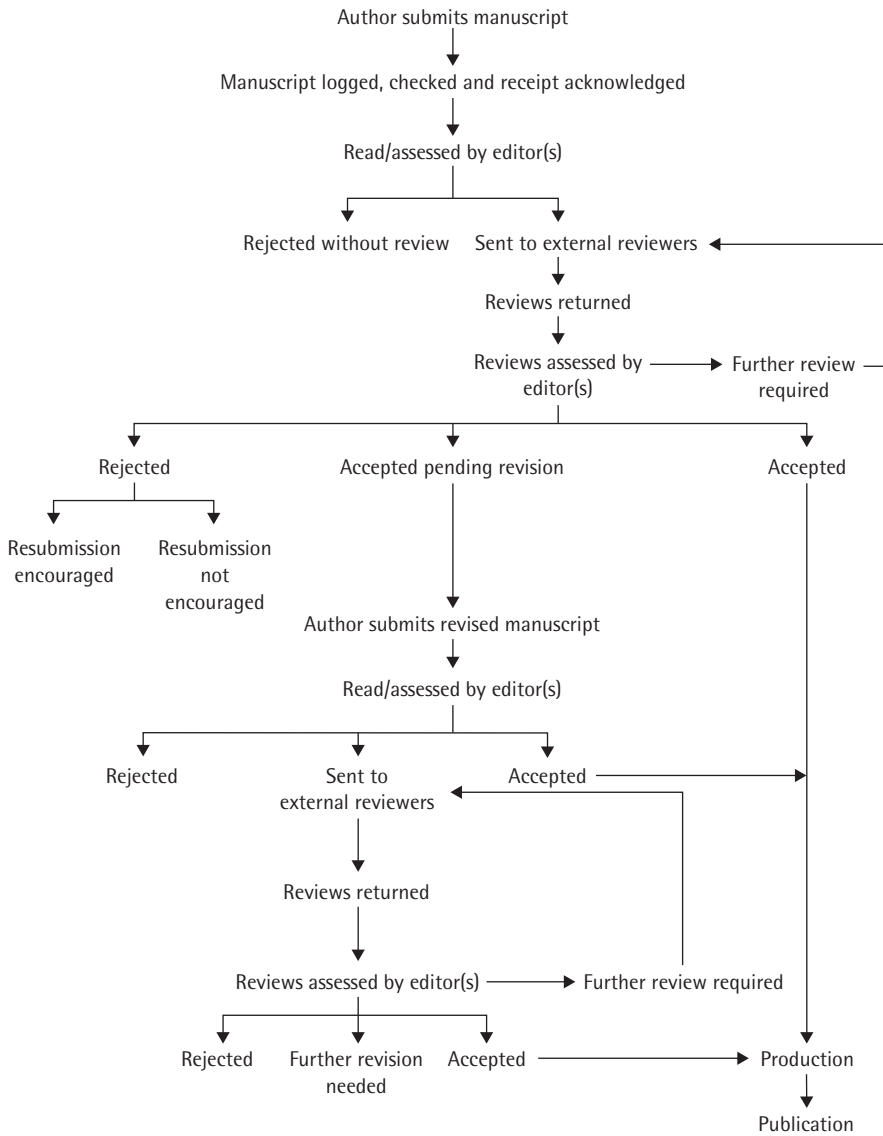 Author submits manuscript
Manuscript logged, checked and receipt acknowledged
Read/assessed by editor(s)
Rejected without review
Sent to external reviewers
Reviews returned
Reviews assessed by
editor(s)
Further review
required
Rejected
Accepted pending revision
Accepted
Resubmission
encouraged
Resubmission
not
encouraged
Author submits revised manuscript
Read/assessed by editor(s)
Rejected
Sent to
external reviewers
Accepted
Reviews returned
Reviews assessed by editor(s)
Further review required
Rejected
Further revision
needed
Accepted
Production
Publication